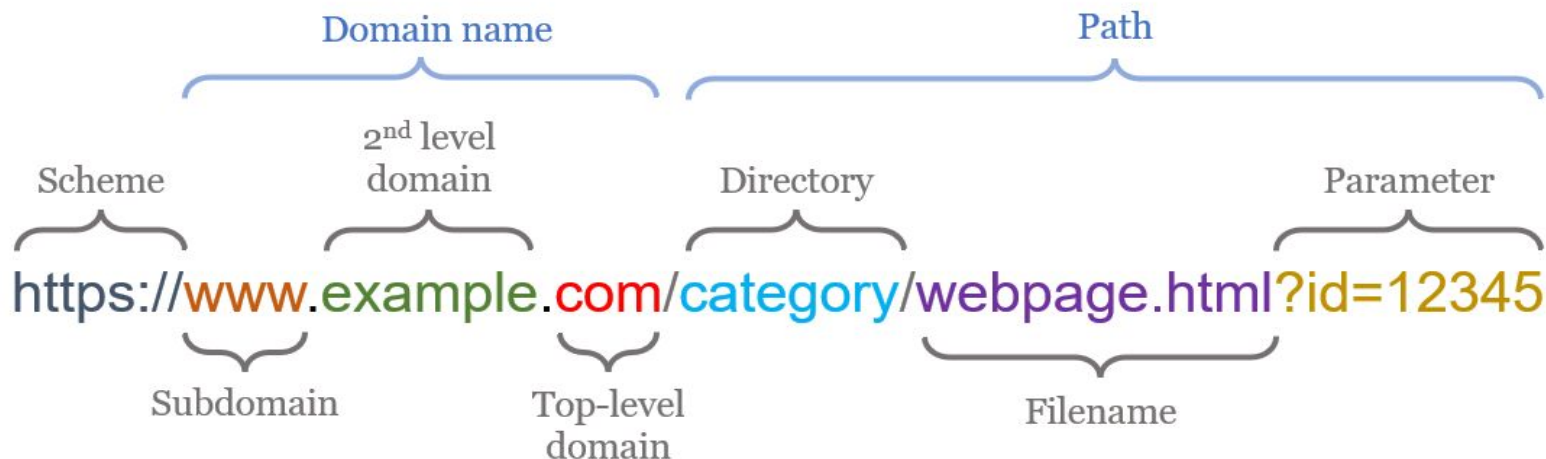 Domain name
Path
2nd level
domain
Scheme
Directory
Parameter
https://www.example.com/category/webpage.html?id=12345
Subdomain
Top-level
domain
Filename